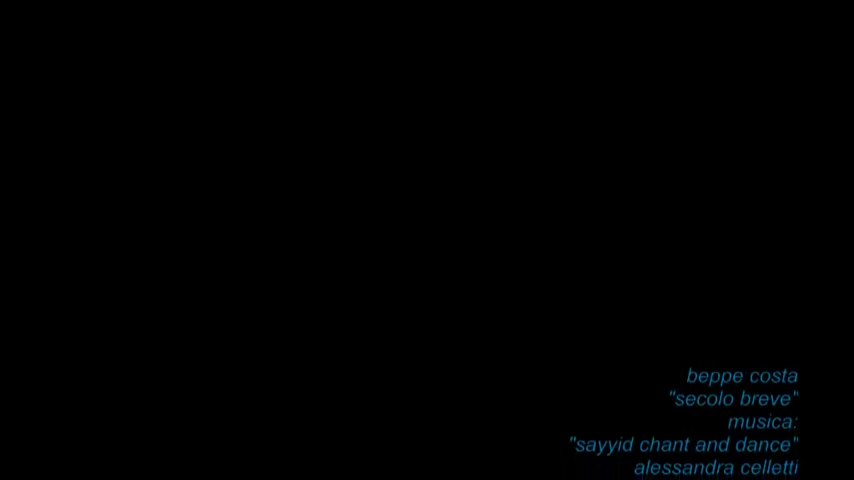 beppe costa
"secolo breve"
musica:
"sayyid chant and dance"
alessandra celletti